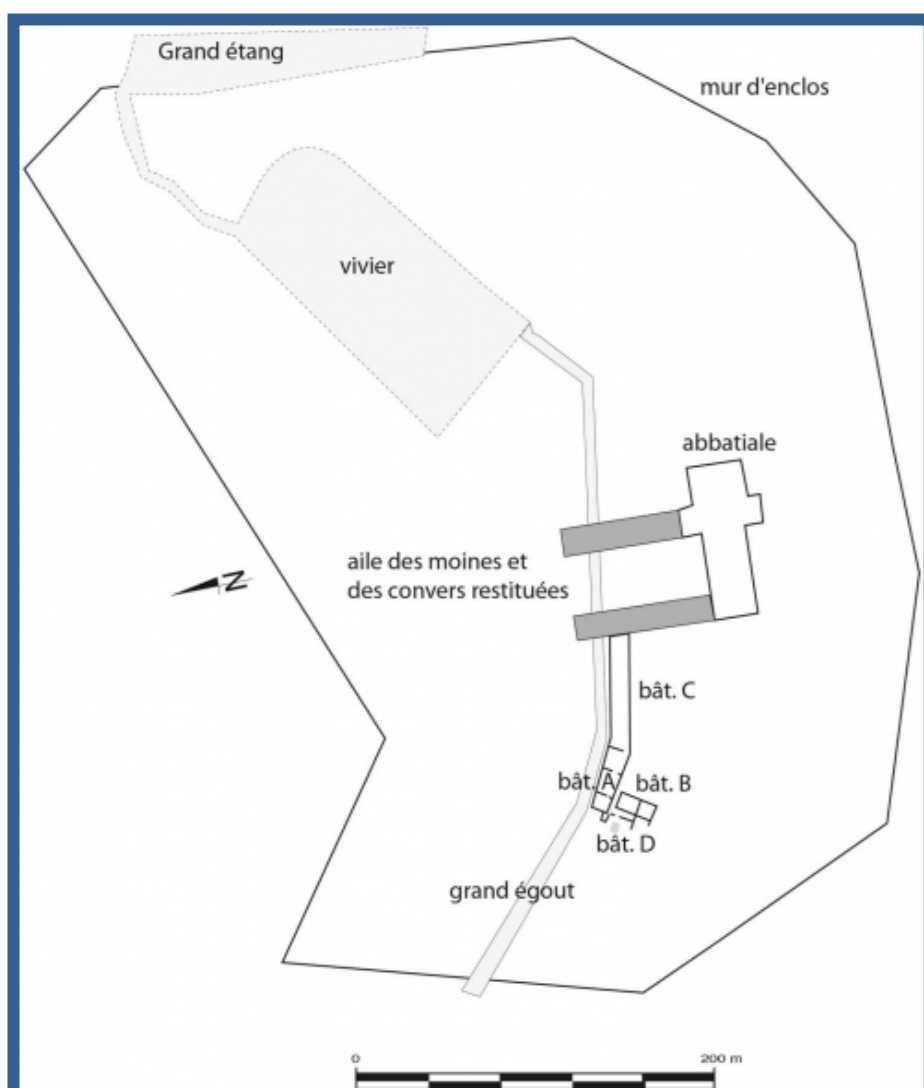 Grand étang
mur d'enclos
vivier
abbatiale
aile des moines et
des convers restituées
N
bât. C
bât. A
bât. B
bât. D
grand égout
0
200 m